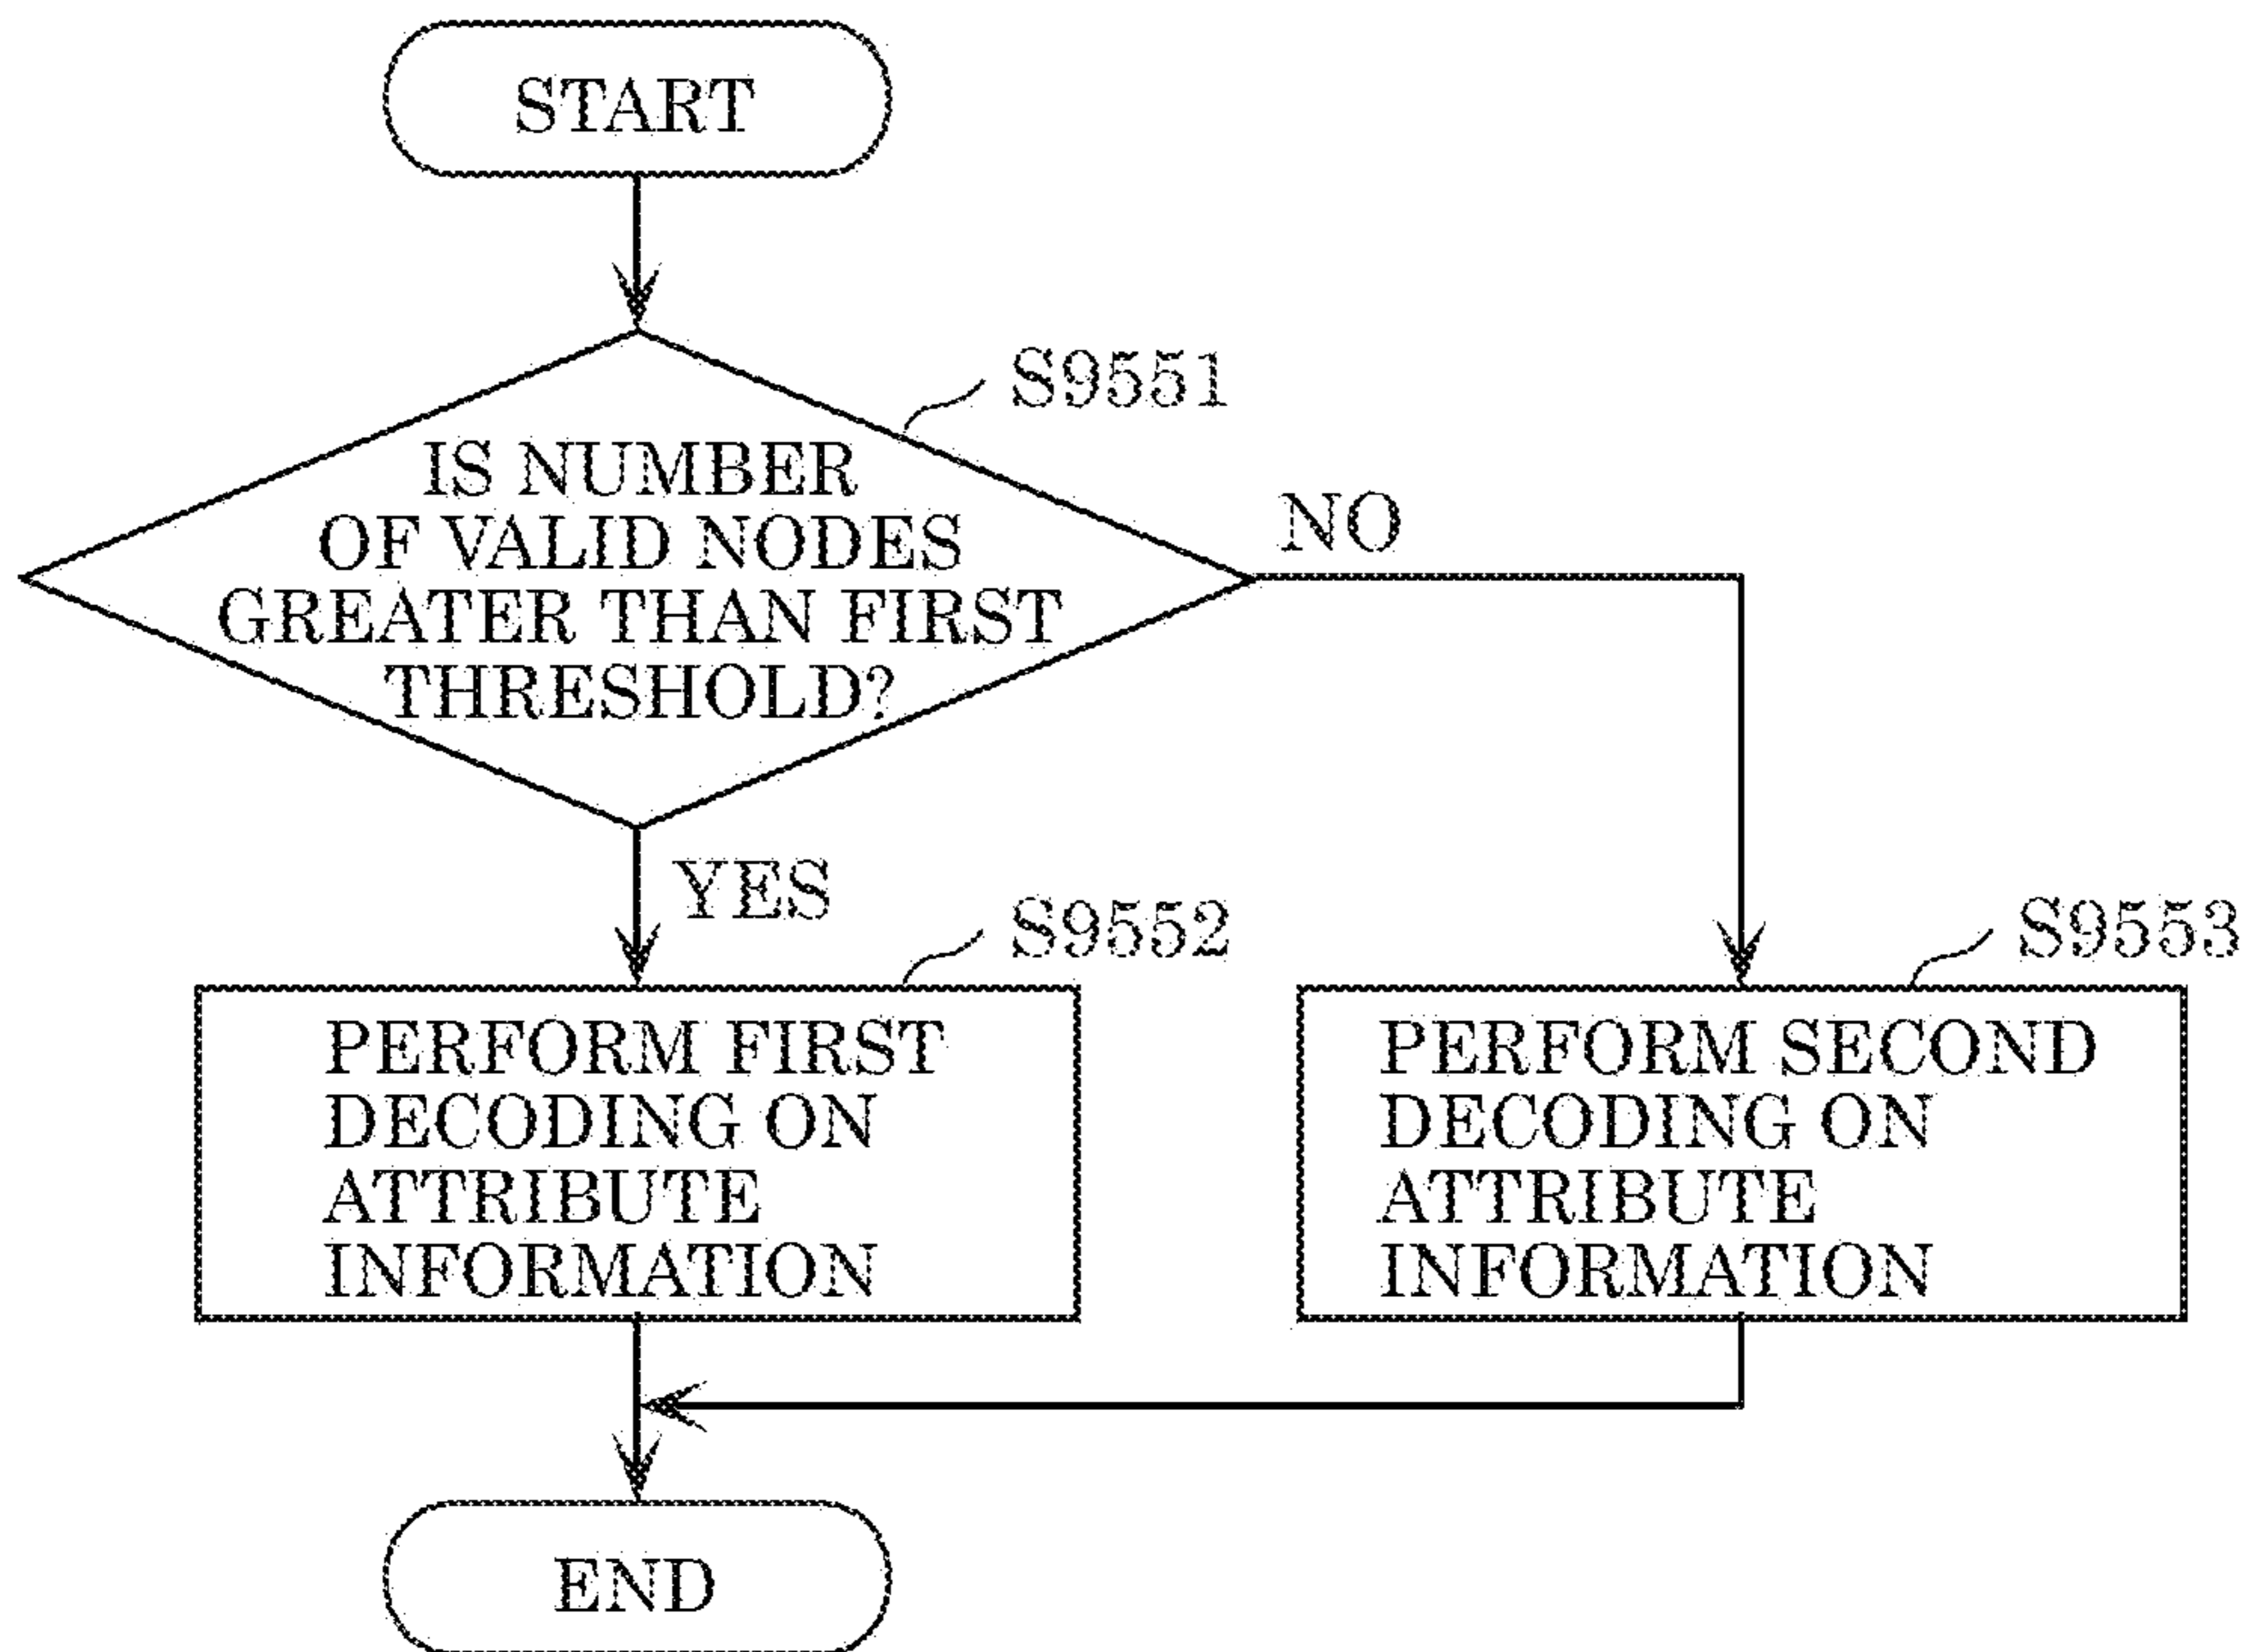 START
S9551
IS NUMBER
OF VALID NODES
GREATER THAN FIRST
THRESHOLD?
NO
YES
S9552
PERFORM FIRST
DECODING ON
ATTRIBUTE
INFORMATION
S9553
PERFORM SECOND
DECODING ON
ATTRIBUTE
INFORMATION
END